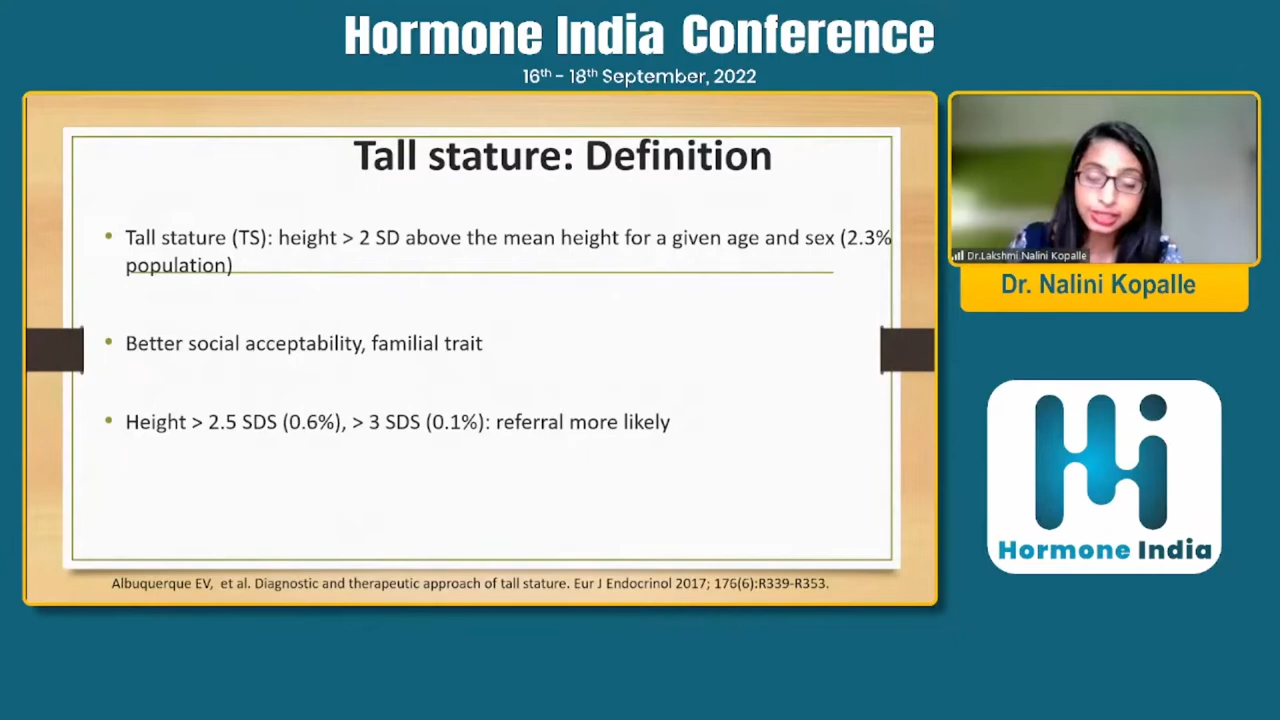 Hormone India Conference
16th - 18th September, 2022
Tall stature: Definition
• Tall stature (TS): height > 2 SD above the mean height for a given age and sex (2.3%
population)
• Better social acceptability, familial trait
• Height > 2.5 SDS (0.6%), > 3 SDS (0.1%): referral more likely
Albuquerque EV, et al. Diagnostic and therapeutic approach of tall stature. Eur J Endocrinol 2017; 176(6):R339-R353.
Dr.Lakshmi Nalini Kopalle
Dr. Nalini Kopalle
Hi
Hormone India